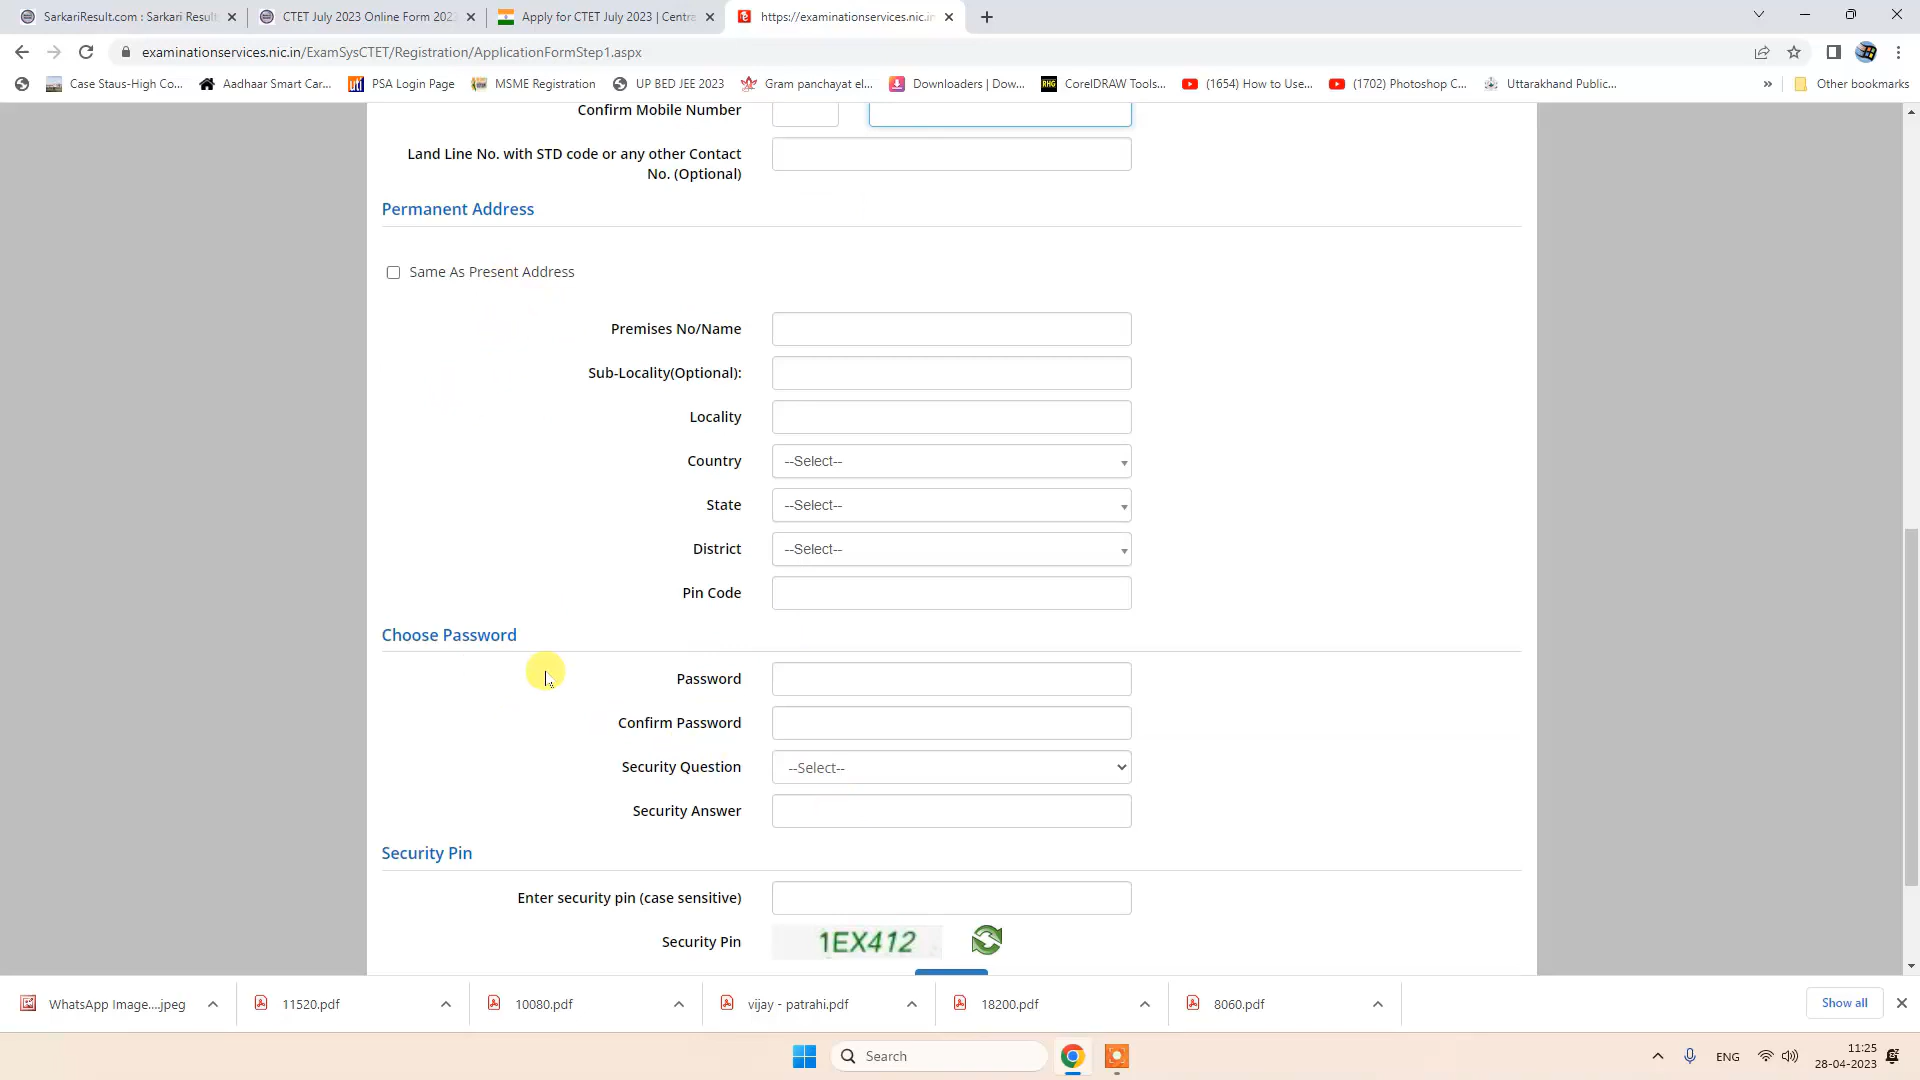 SarkariResult.com : Sarkari Result
CTET July 2023 Online Form 2023
Apply for CTET July 2023 | Centra
https://examinationservices.nic.in
examinationservices.nic.in/ExamSysCTET/Registration/ApplicationFormStep1.aspx
Case Staus-High Co...
Aadhaar Smart Car...
PSA Login Page
MSME Registration
UP BED JEE 2023
Gram panchayat el...
Downloaders | Dow...
CorelDRAW Tools...
(1654) How to Use...
(1702) Photoshop C...
Uttarakhand Public...
»
Other bookmarks
Confirm Mobile Number
Land Line No. with STD code or any other Contact
No. (Optional)
Permanent Address
Same As Present Address
Premises No/Name
Sub-Locality(Optional):
Locality
Country --Select--
State --Select--
District --Select--
Pin Code
Choose Password
Password
Confirm Password
Security Question --Select--
Security Answer
Security Pin
Enter security pin (case sensitive)
Security Pin 1EX412
WhatsApp Image....jpeg
11520.pdf
10080.pdf
vijay - patrahi.pdf
18200.pdf
8060.pdf
Show all
Search
ENG
11:25
28-04-2023